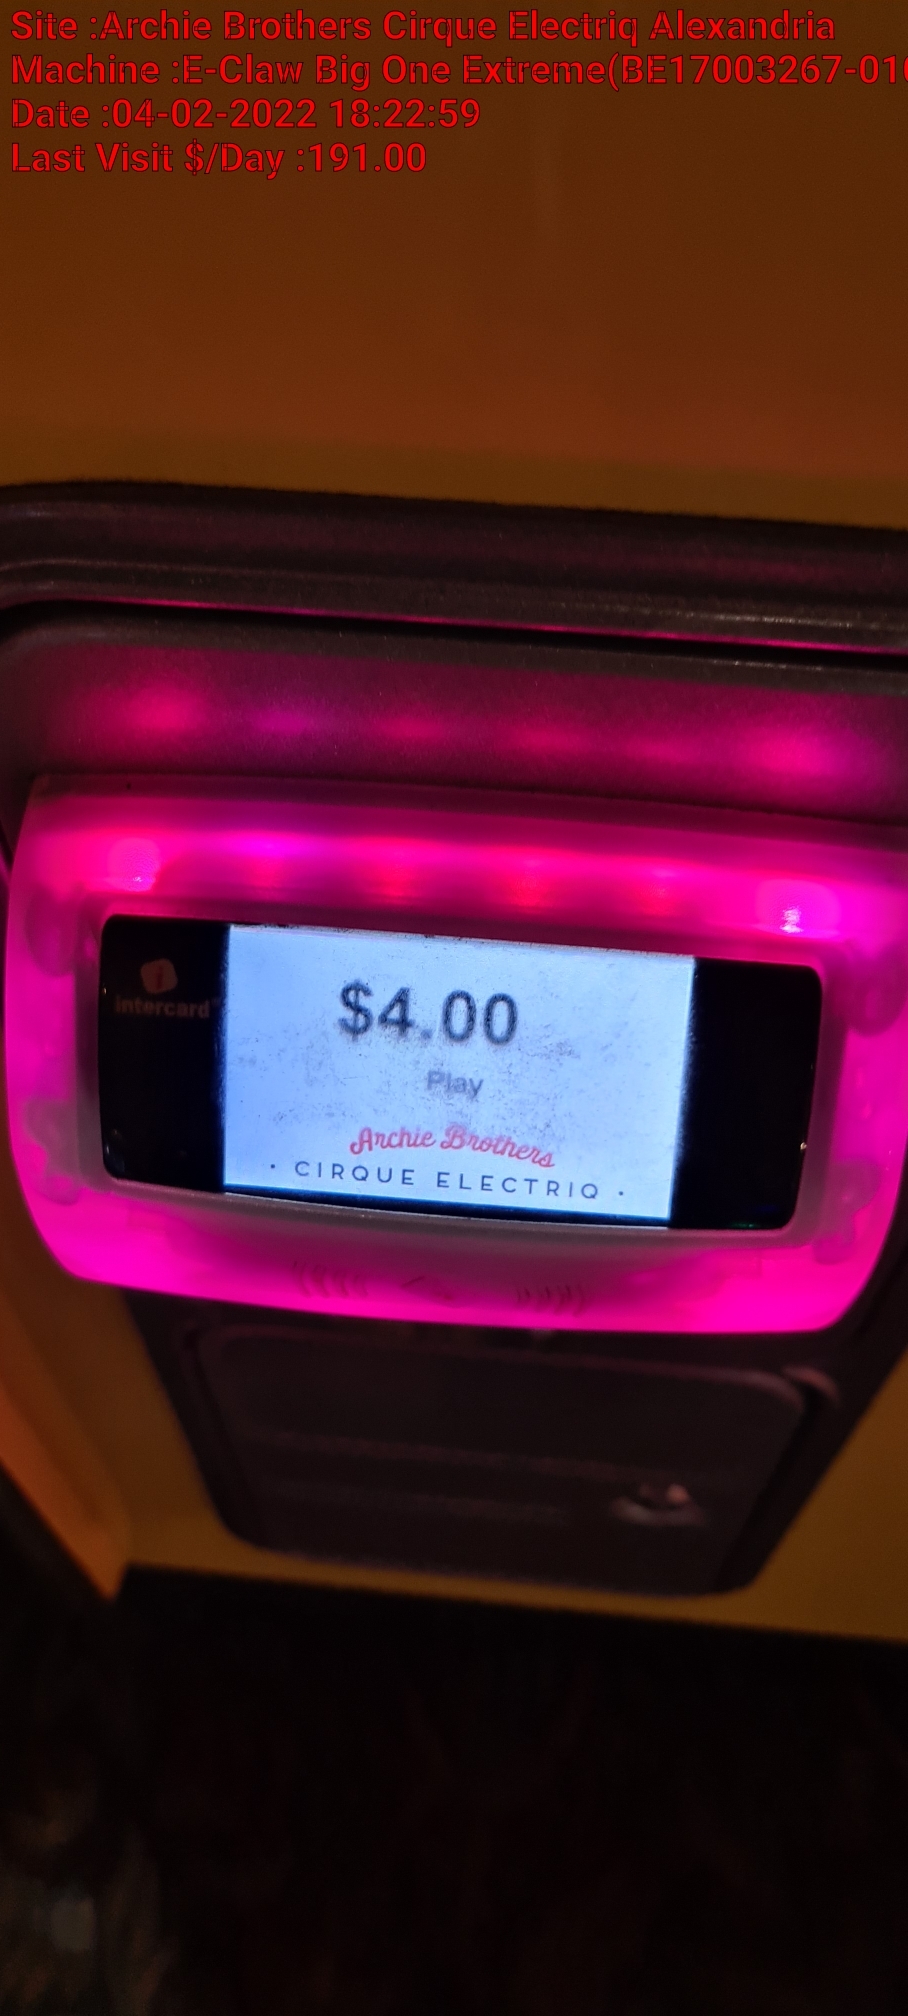 Site :Archie Brothers Cirque Electriq Alexandria
Machine :E-Claw Big One Extreme(BE17003267-010
Date :04-02-2022 18:22:59
Last Visit $/Day :191.00
intercard
$4.00
Play
Archie Brothers
· CIRQUE ELECTRIQ ·